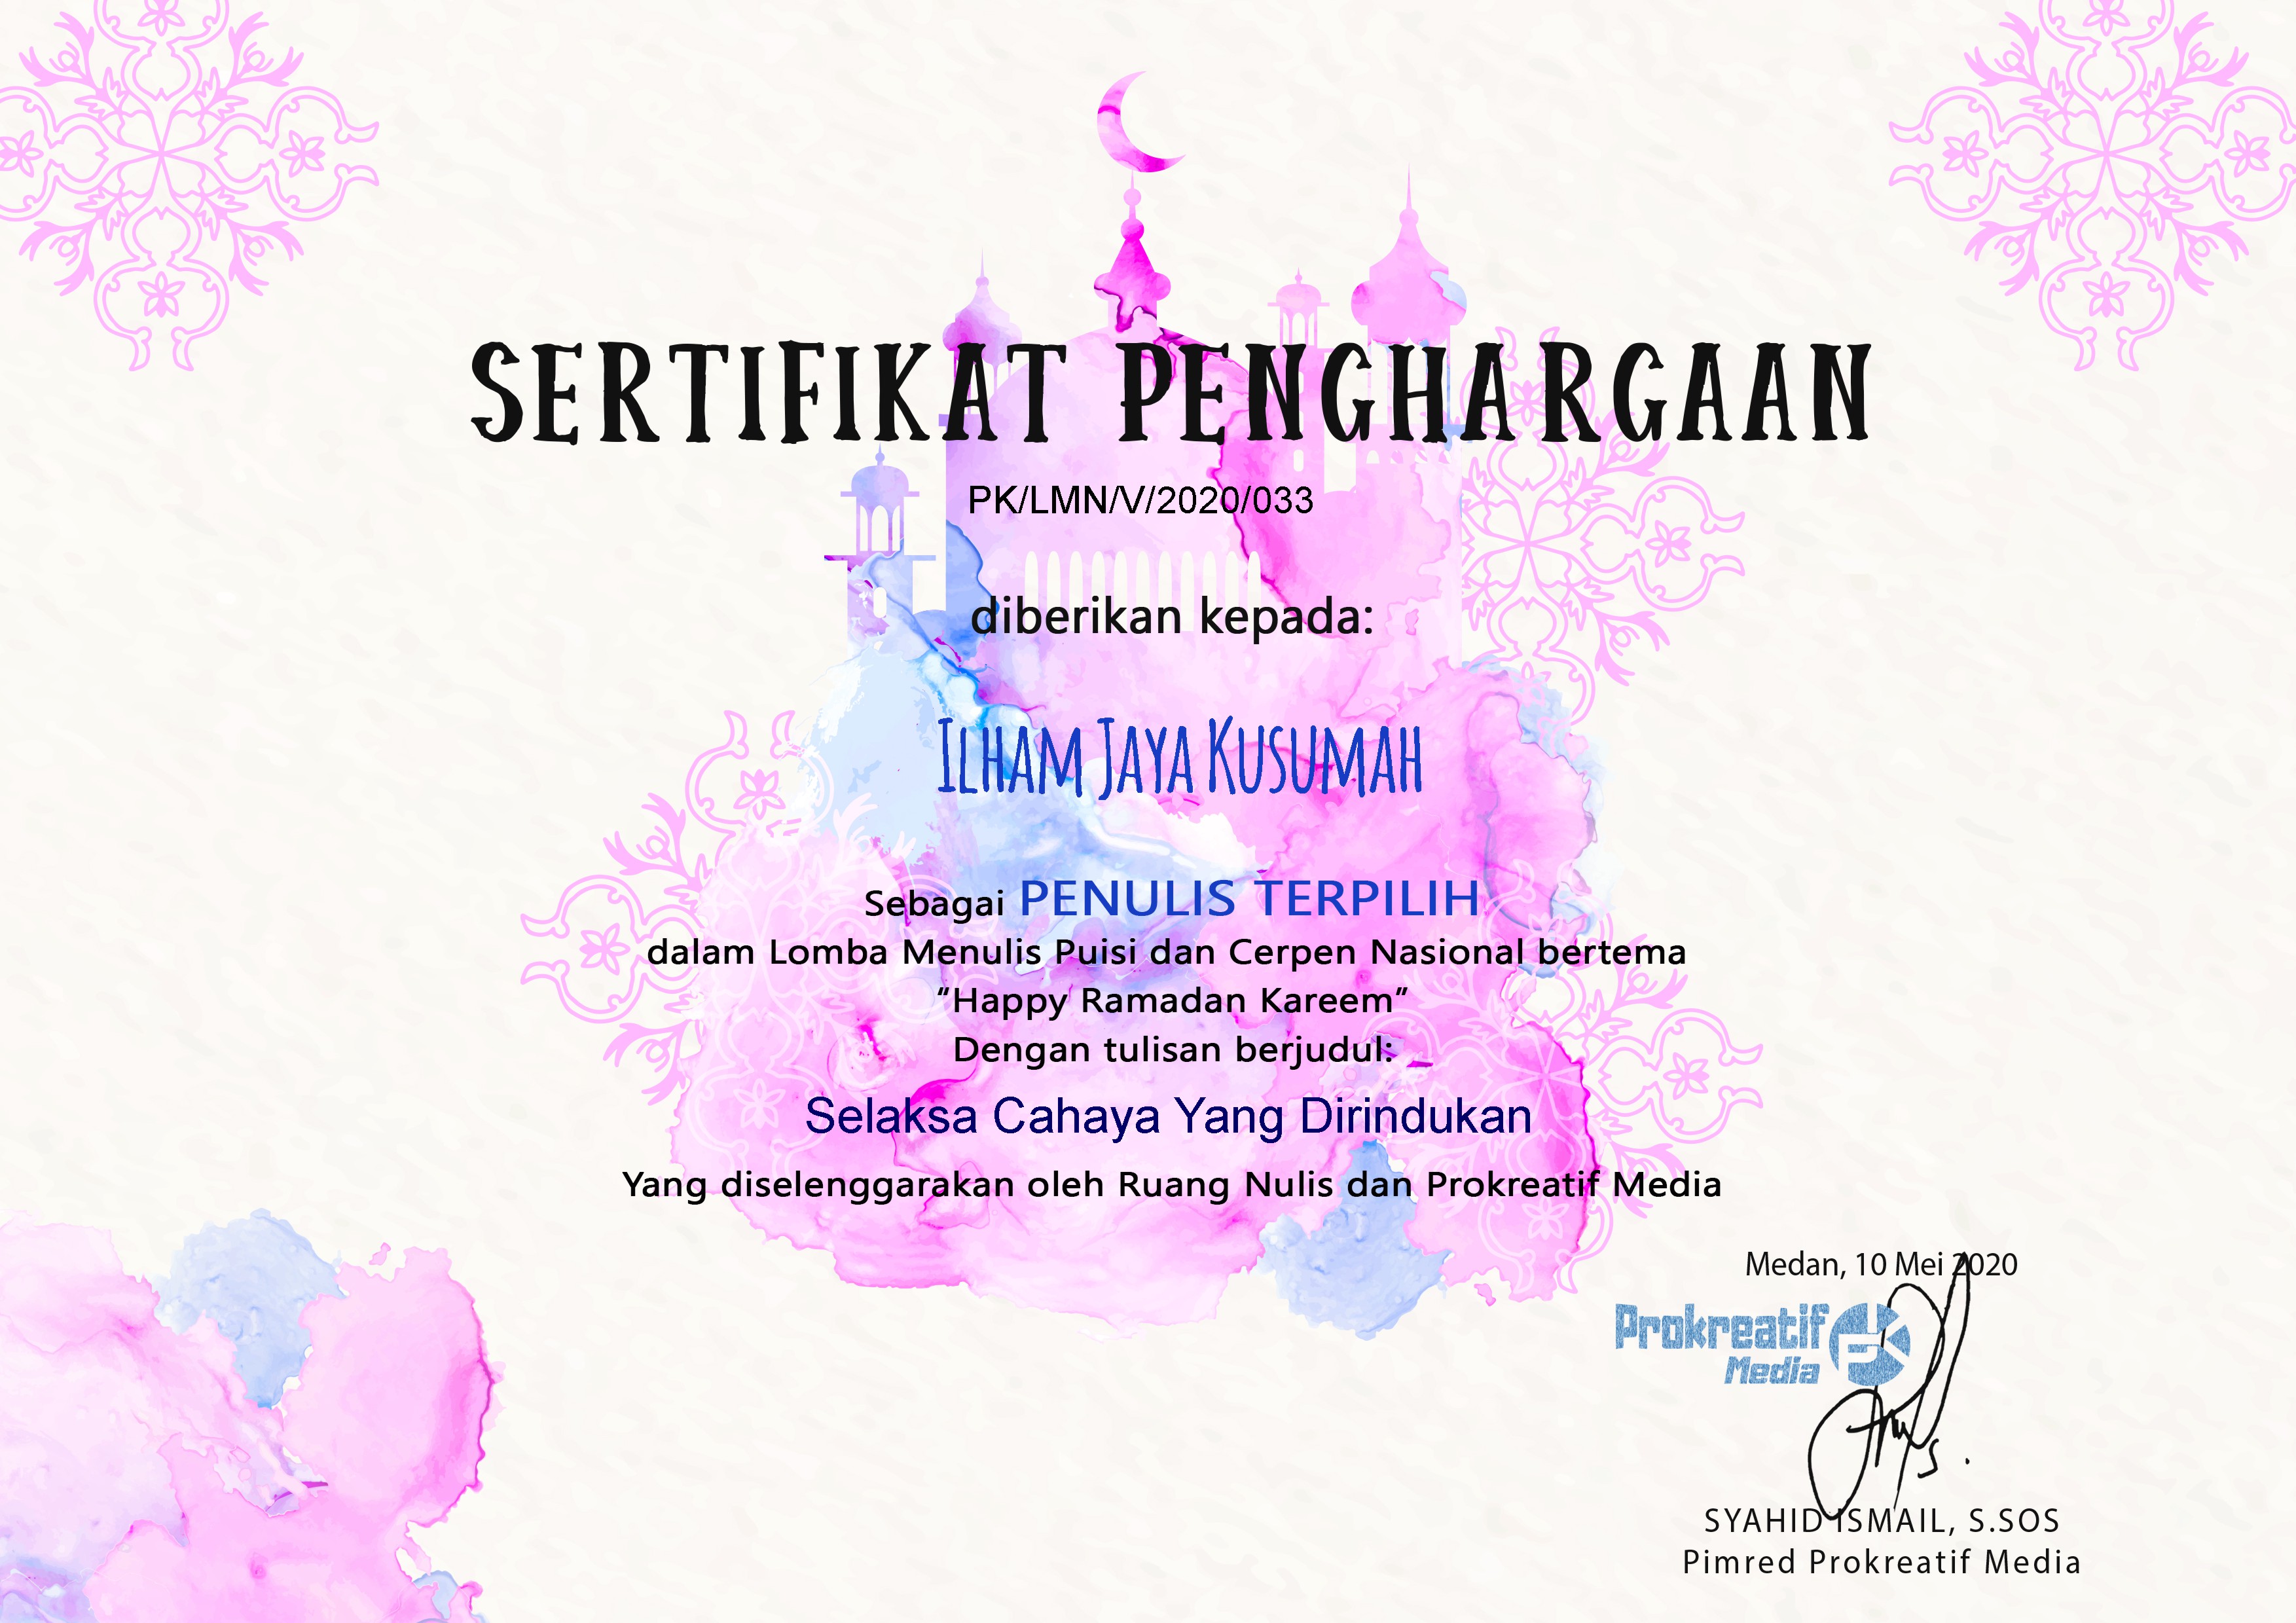 SERTIFIKAT PENGHARGAAN
PK/LMN/V/2020/033
diberikan kepada:
ILHAM JAYA KUSUMAH
Sebagai PENULIS TERPILIH
dalam Lomba Menulis Puisi dan Cerpen Nasional bertema
“Happy Ramadan Kareem”
Dengan tulisan berjudul:
Selaksa Cahaya Yang Dirindukan
Yang diselenggarakan oleh Ruang Nulis dan Prokreatif Media
Medan, 10 Mei 2020
Prokreatif
Media
SYAHID ISMAIL, S.SOS
Pimred Prokreatif Media